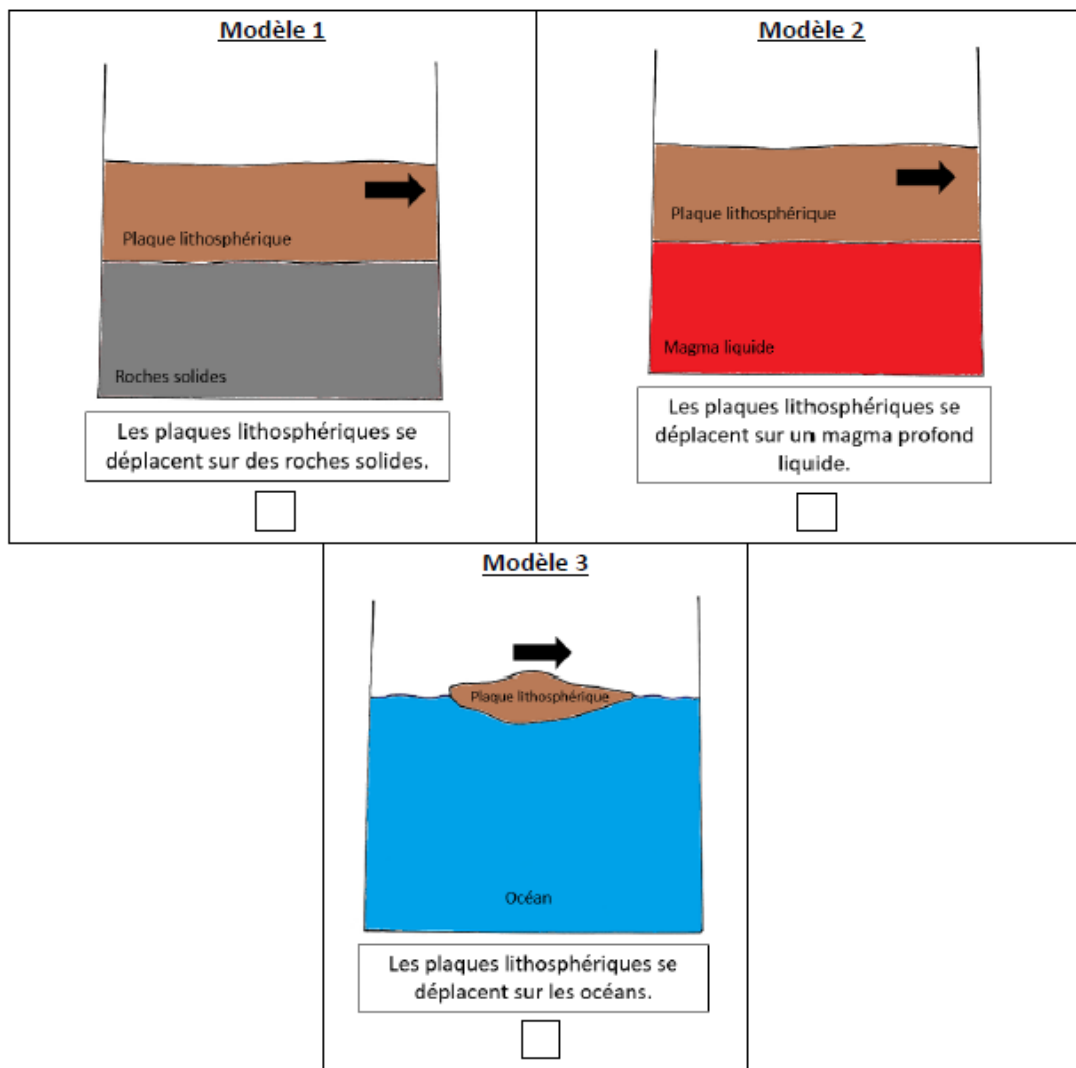 Modèle 1
Plaque lithosphérique
Roches solides
Les plaques lithosphériques se
déplacent sur des roches solides.
Modèle 2
Plaque lithosphérique
Magma liquide
Les plaques lithosphériques se
déplacent sur un magma profond
liquide.
Modèle 3
Plaque lithosphérique
Océan
Les plaques lithosphériques se
déplacent sur les océans.